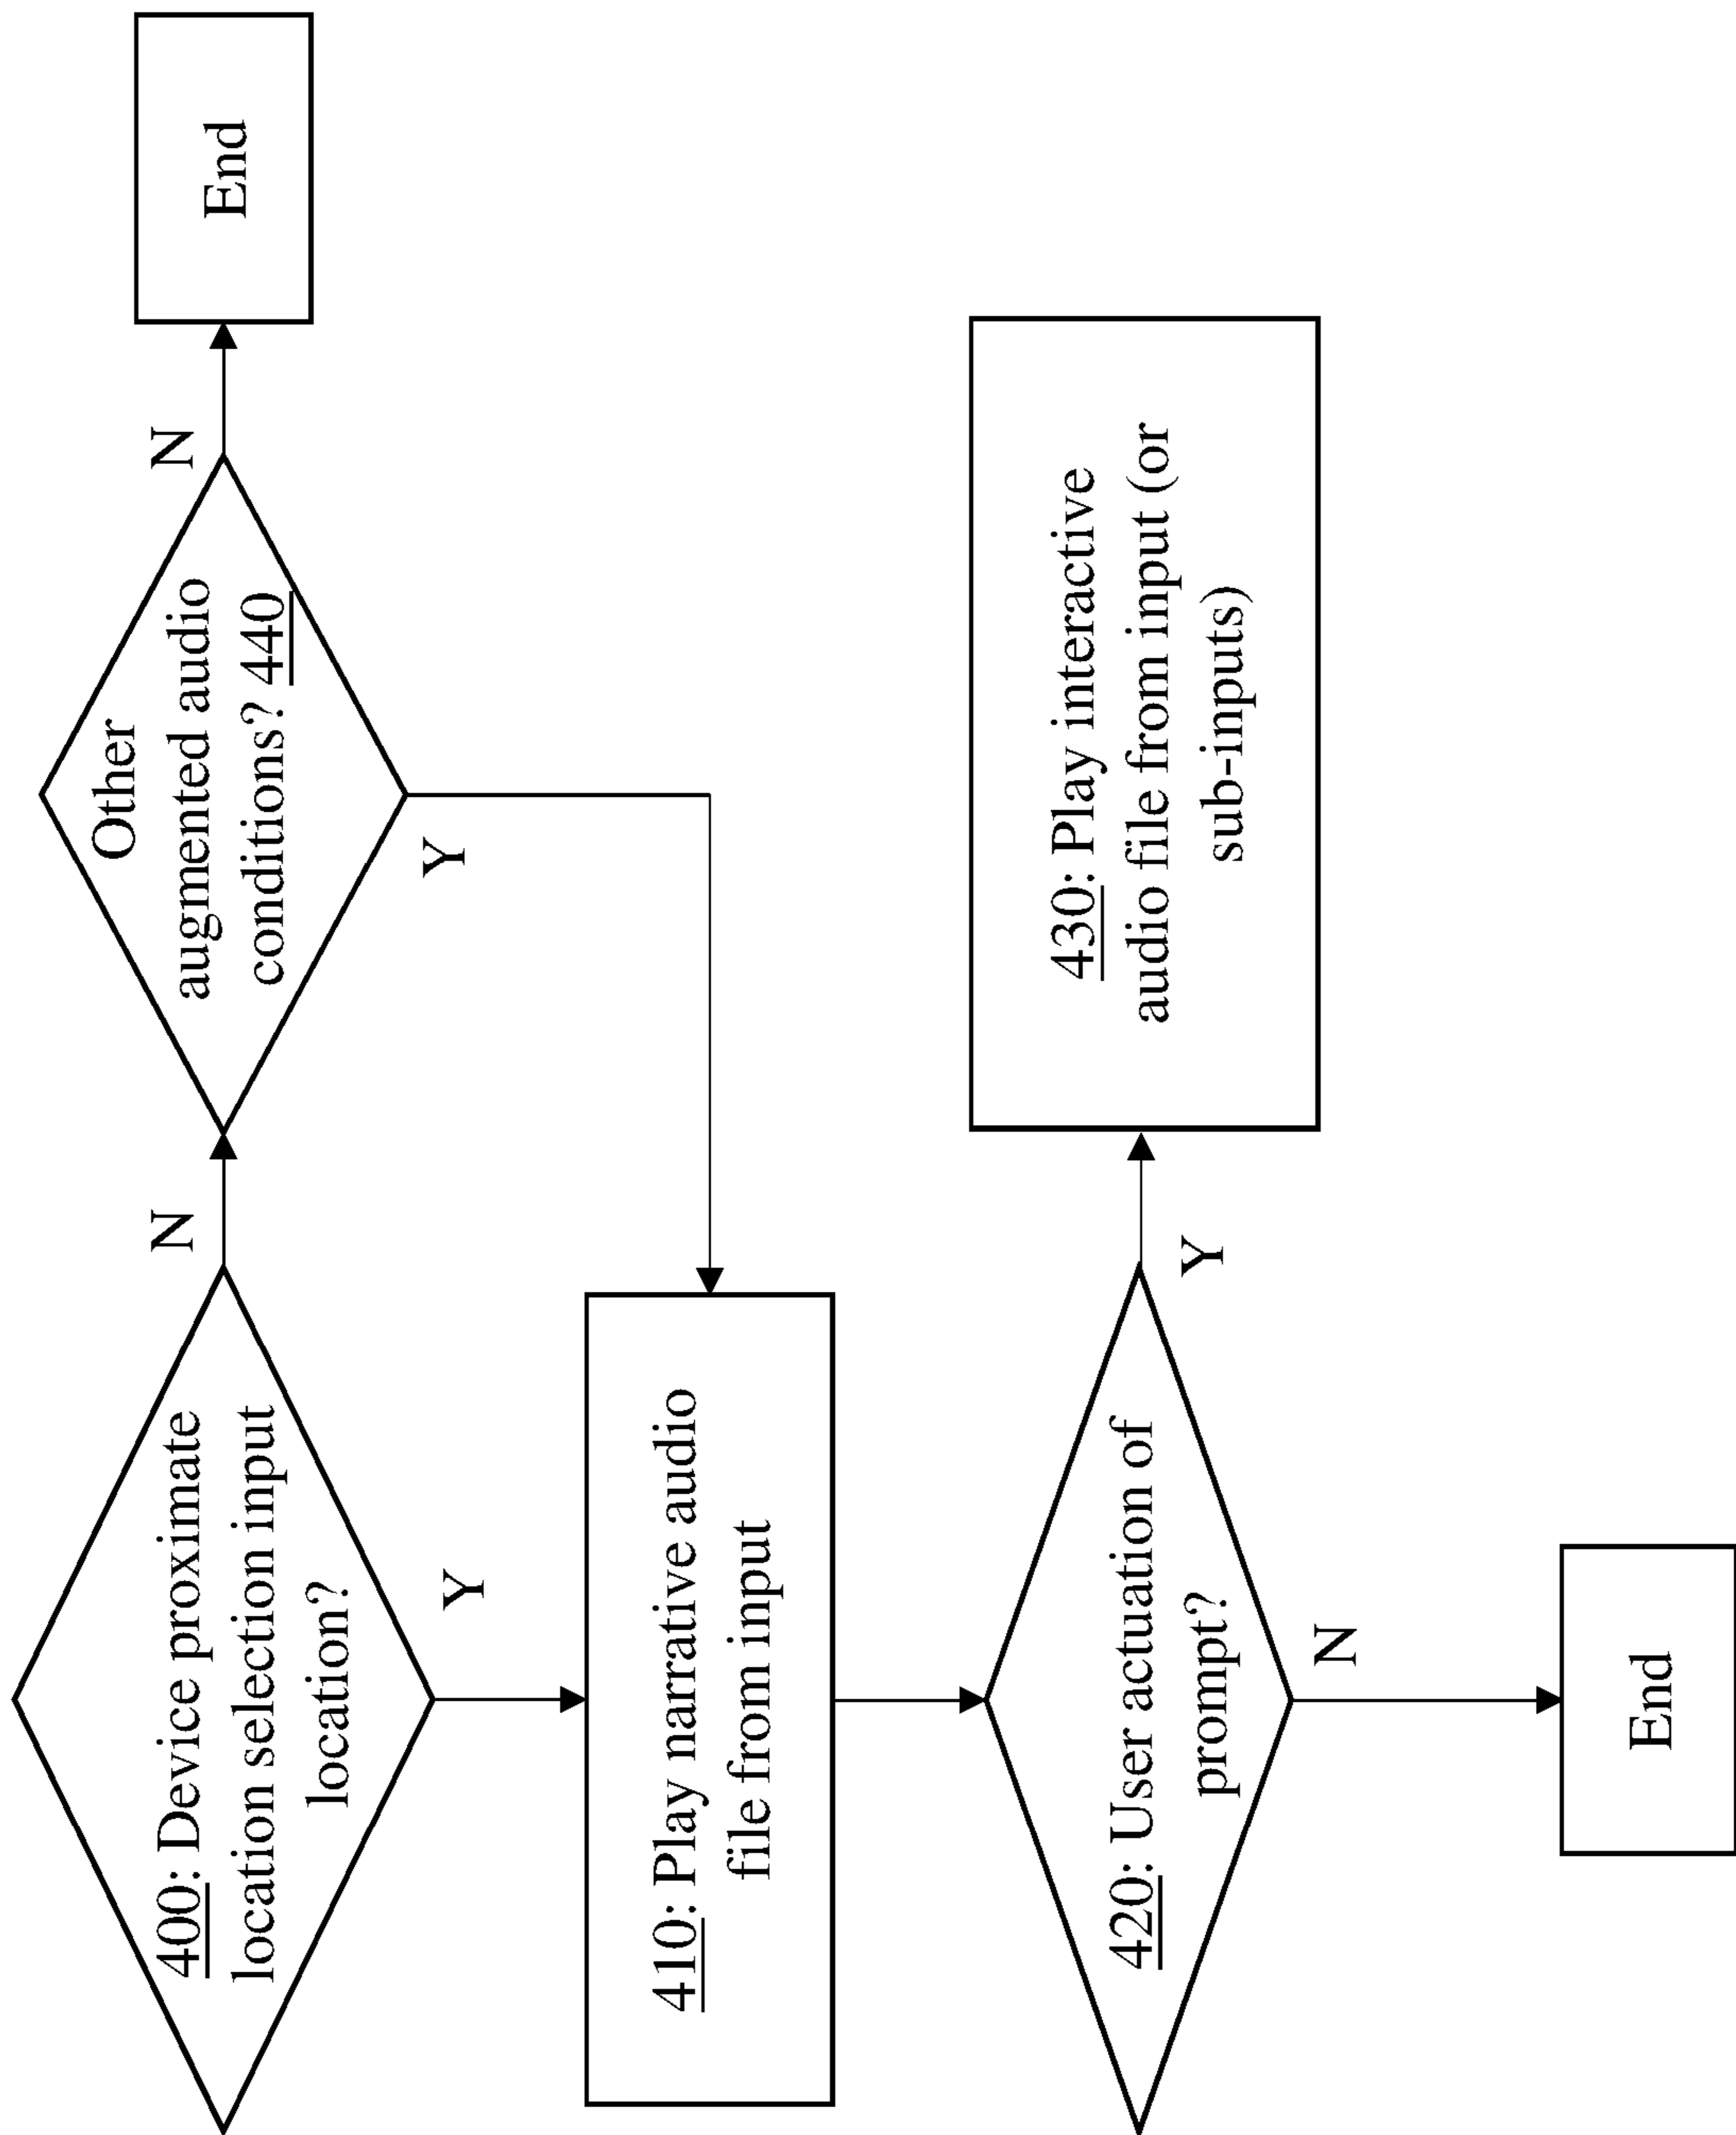 400: Device proximate
location selection input
location?
N
Other
augmented audio
conditions? 440
N
End
Y
Y
410: Play narrative audio
file from input
420: User actuation of
prompt?
Y
430: Play interactive
audio file from input (or
sub-inputs)
N
End